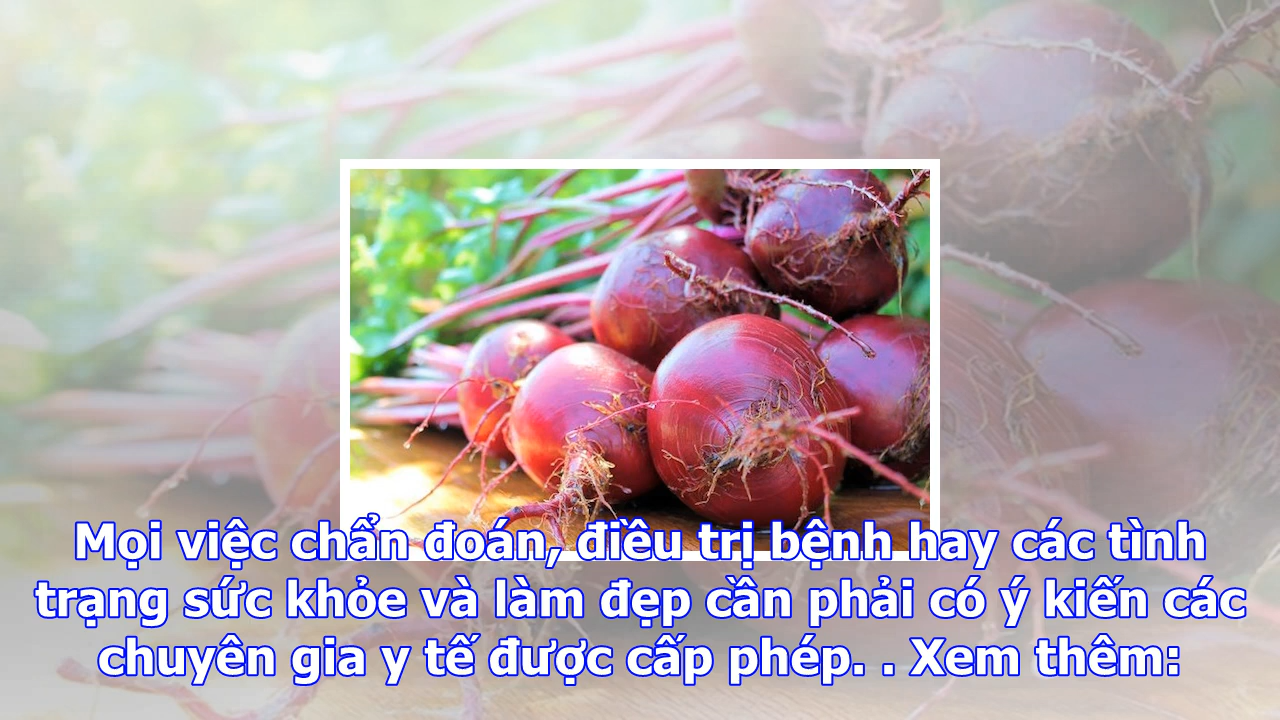 Mọi việc chẩn đoán, điều trị bệnh hay các tình
trạng sức khỏe và làm đẹp cần phải có ý kiến các
chuyên gia y tế được cấp phép. . Xem thêm: